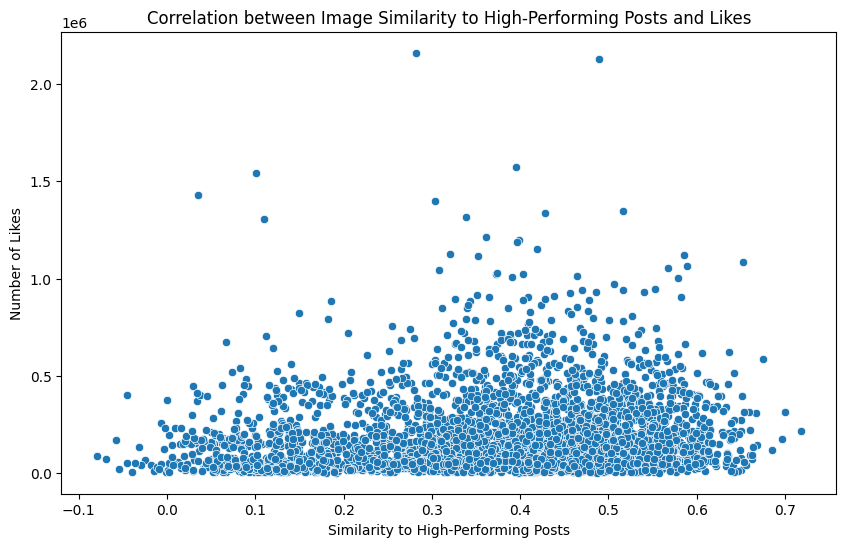 Correlation between Image Similarity to High-Performing Posts and Likes
1e6
2.0
1.5
1.0
0.5
0.0
Number of Likes
−0.1 0.0 0.1 0.2 0.3 0.4 0.5 0.6 0.7
Similarity to High-Performing Posts